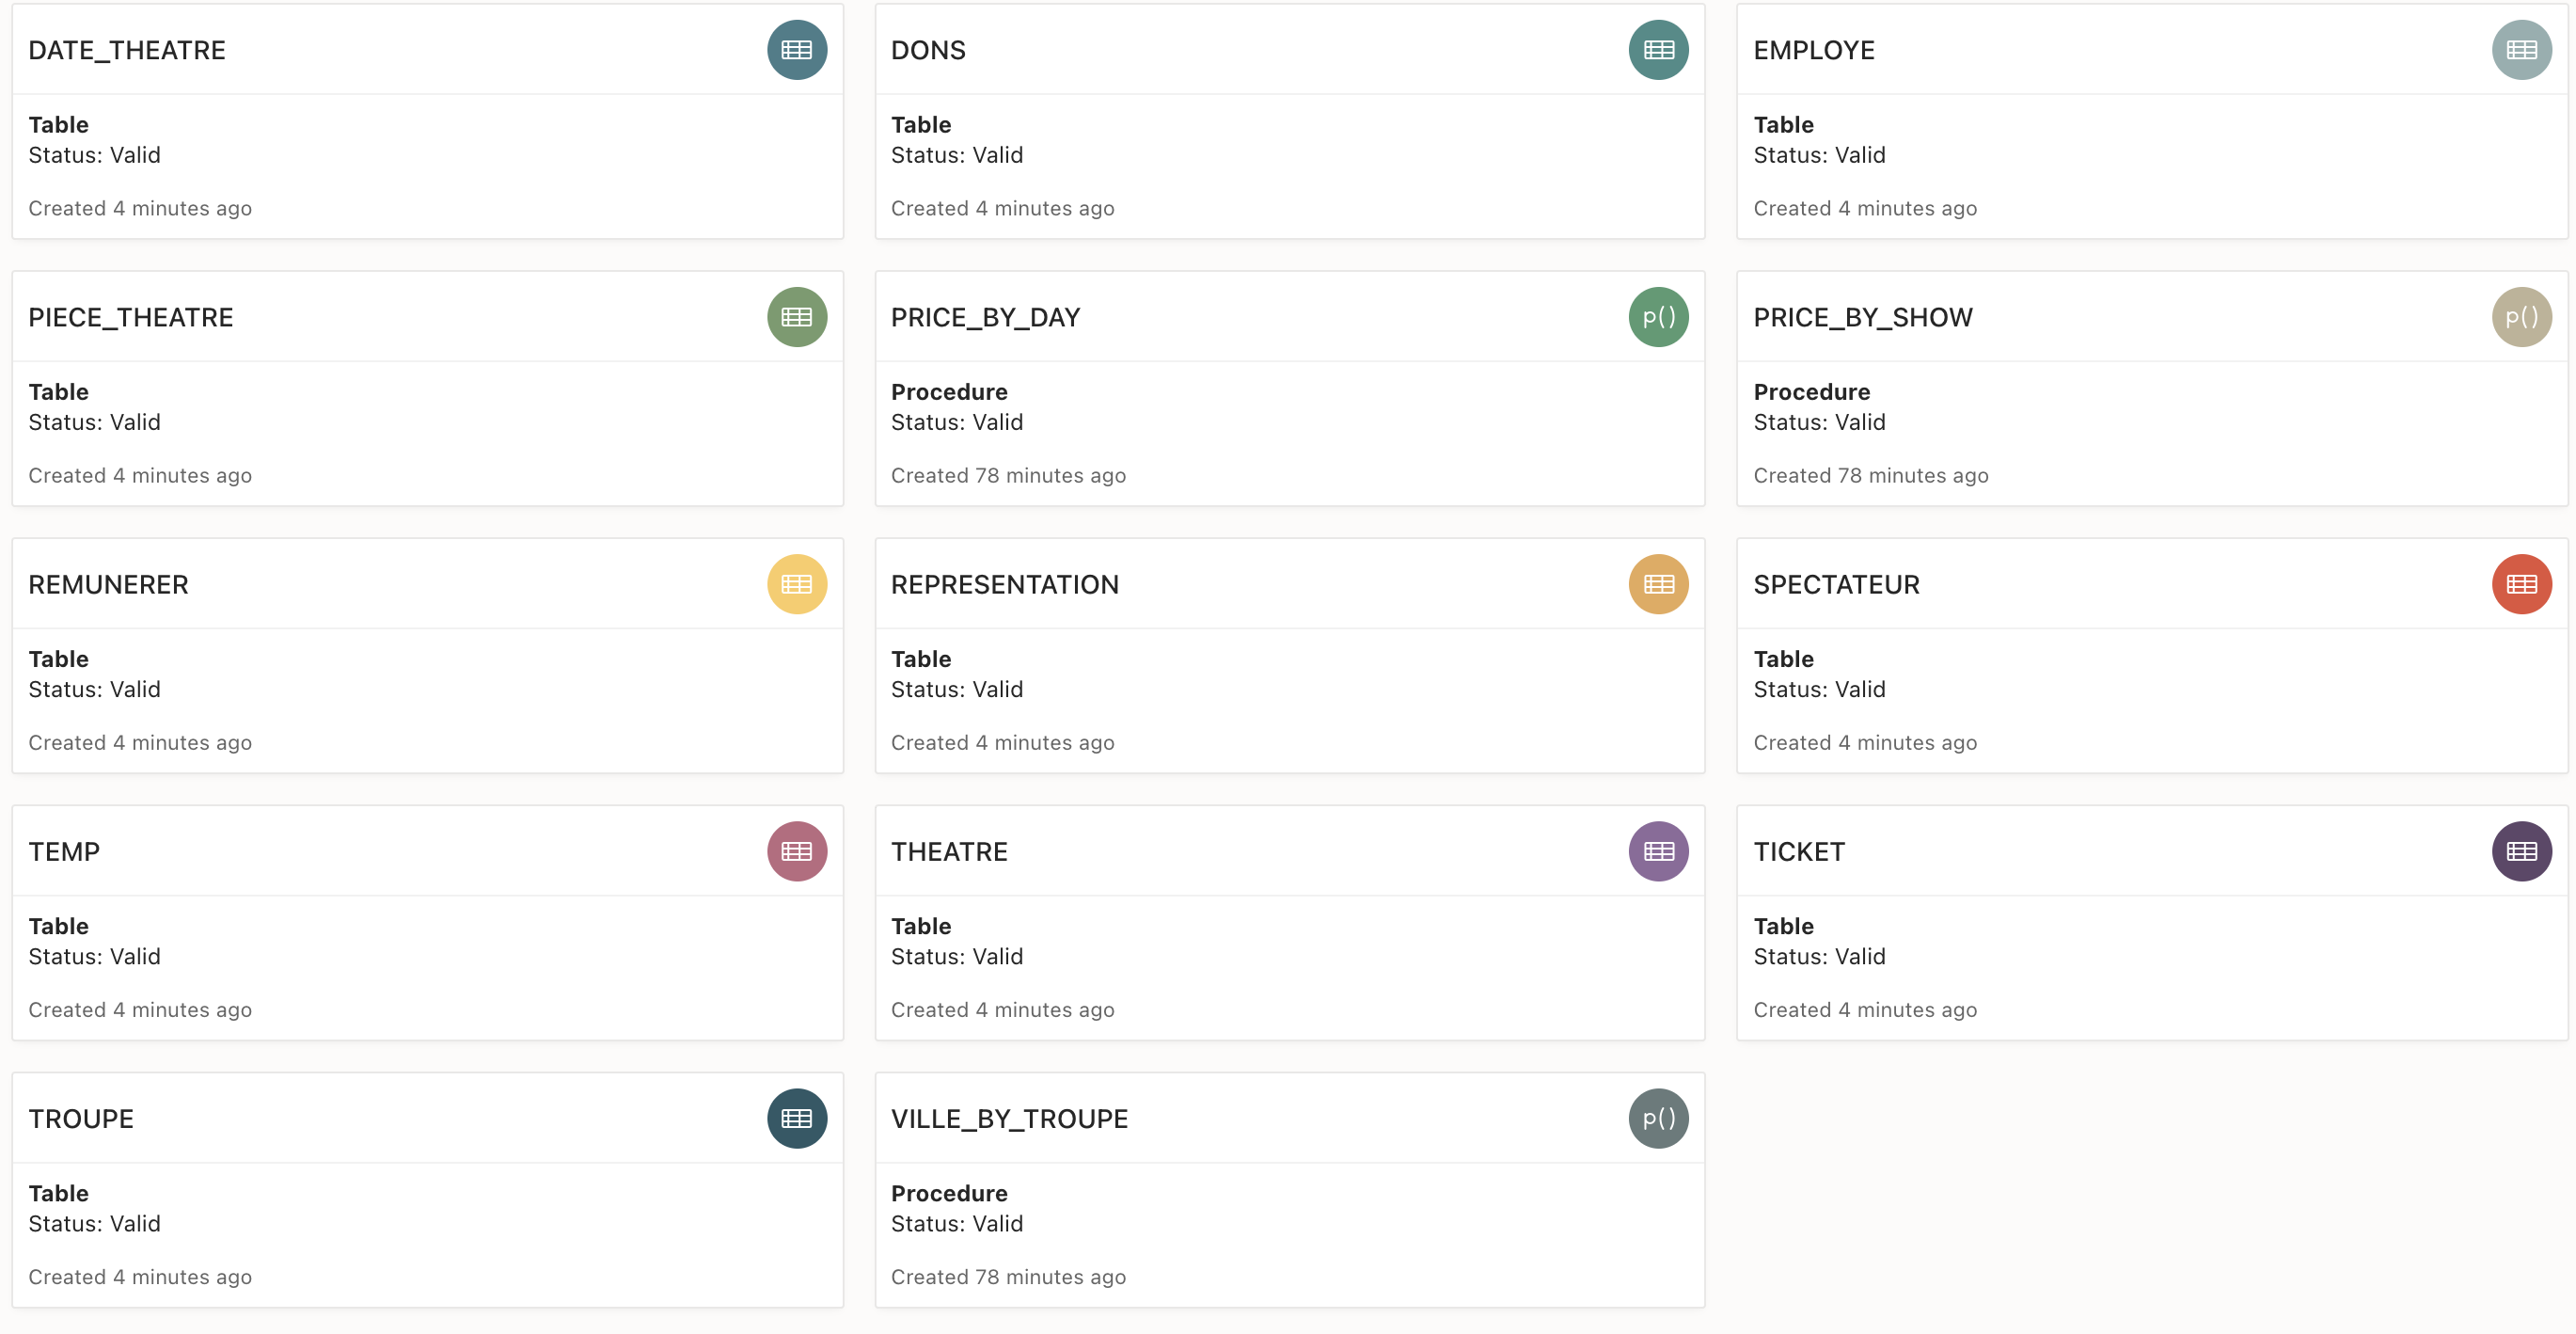 DATE_THEATRE
Table
Status: Valid
Created 4 minutes ago
DONS
Table
Status: Valid
Created 4 minutes ago
EMPLOYE
Table
Status: Valid
Created 4 minutes ago
PIECE_THEATRE
Table
Status: Valid
Created 4 minutes ago
PRICE_BY_DAY
p()
Procedure
Status: Valid
Created 78 minutes ago
PRICE_BY_SHOW
p()
Procedure
Status: Valid
Created 78 minutes ago
REMUNERER
Table
Status: Valid
Created 4 minutes ago
REPRESENTATION
Table
Status: Valid
Created 4 minutes ago
SPECTATEUR
Table
Status: Valid
Created 4 minutes ago
TEMP
Table
Status: Valid
Created 4 minutes ago
THEATRE
Table
Status: Valid
Created 4 minutes ago
TICKET
Table
Status: Valid
Created 4 minutes ago
TROUPE
Table
Status: Valid
Created 4 minutes ago
VILLE_BY_TROUPE
p()
Procedure
Status: Valid
Created 78 minutes ago